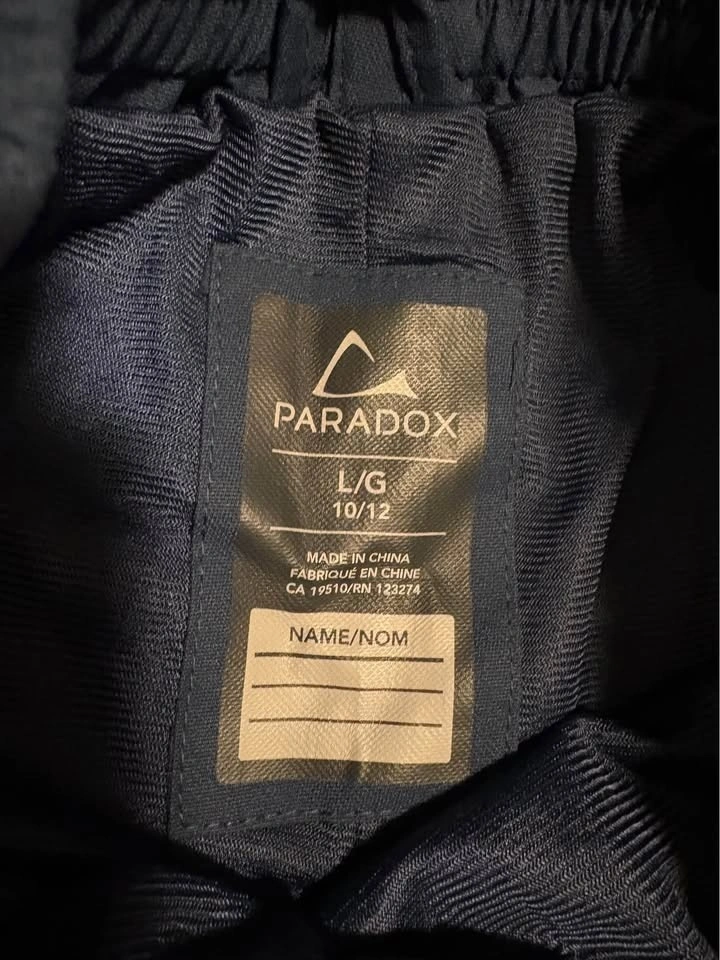 PARADOX
L/G
10/12
MADE IN CHINA
FABRIQUÉ EN CHINE
CA 19510/RN 123274
NAME/NOM